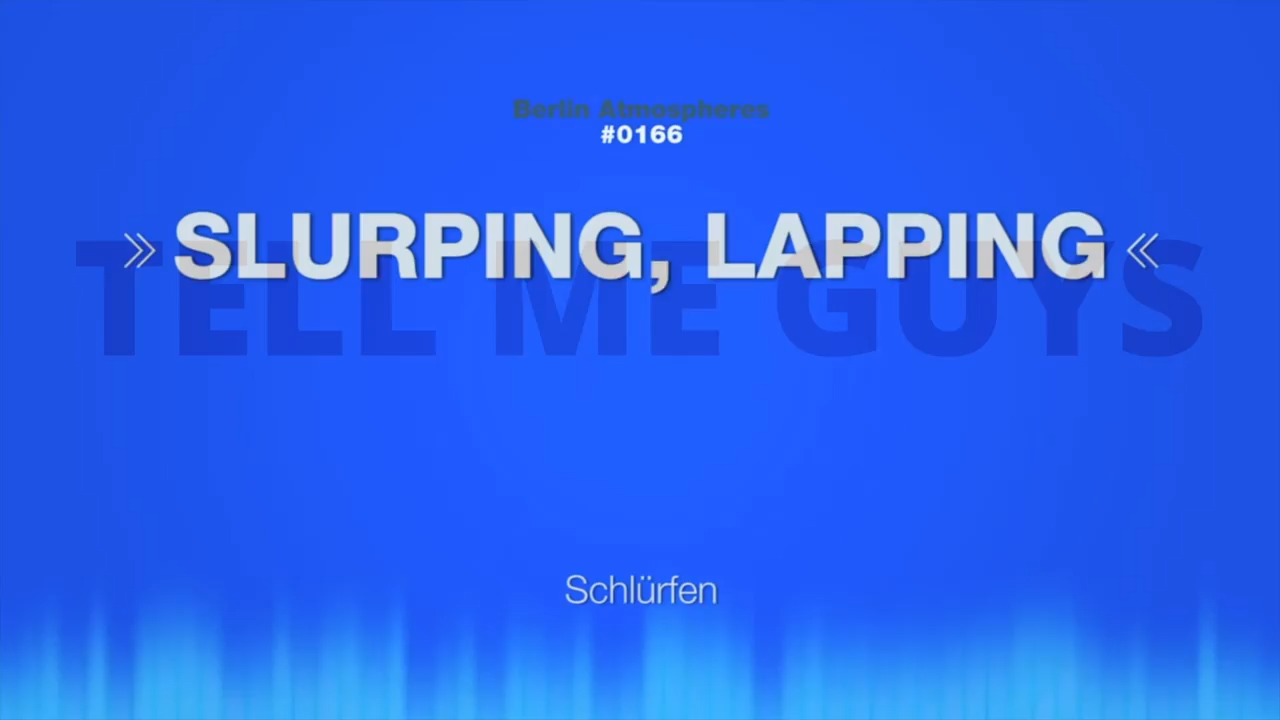 Berlin Atmospheres
#0166
» SLURPING, LAPPING «
TELL ME GUYS
Schlürfen